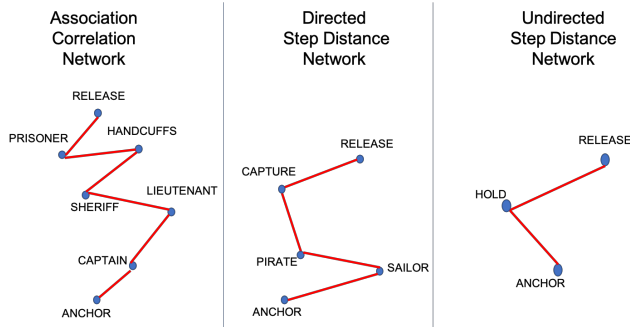 Association
Correlation
Network
RELEASE
PRISONER
HANDCUFFS
SHERIFF
LIEUTENANT
CAPTAIN
ANCHOR
Directed
Step Distance
Network
RELEASE
CAPTURE
PIRATE
SAILOR
ANCHOR
Undirected
Step Distance
Network
RELEASE
HOLD
ANCHOR